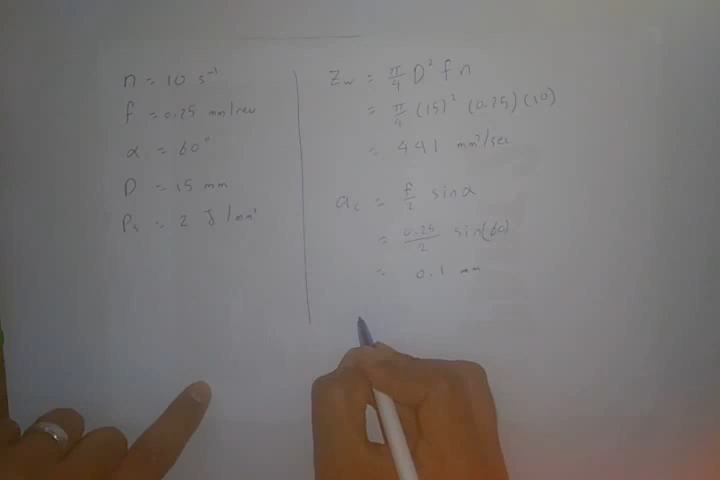 n = 10 s⁻¹
f = 0.25 mm/rev
α = 60°
D = 15 mm
Ps = 2 J/mm³
Zw = π/4 D² f n
= π/4 (15)² (0.25) (10)
= 441 mm³/sec
ac = f/2 sinα
= 0.25/2 sin(60)
= 0.1 mm